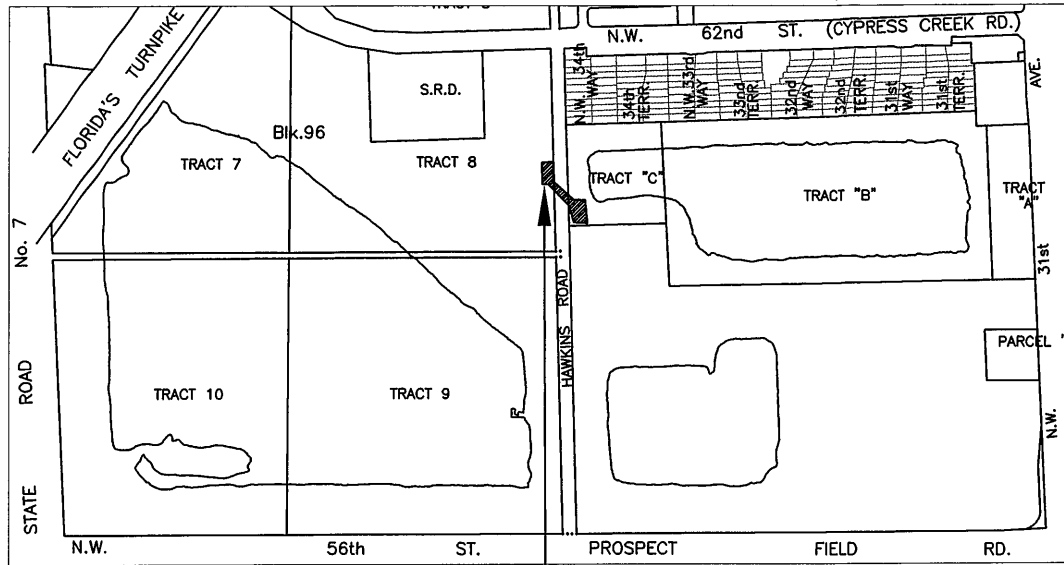 N.W. 62nd ST. (CYPRESS CREEK RD.)
FLORIDA'S TURNPIKE
S.R.D.
N.W. 34th WAY
34th TERR.
N.W. 33rd WAY
33nd TERR.
32nd WAY
32nd TERR.
31st WAY
31st TERR.
AVE.
Blk.96
TRACT 7
TRACT 8
TRACT "C"
TRACT "B"
TRACT "A"
No. 7
31st
HAWKINS ROAD
PARCEL "
ROAD
TRACT 10
TRACT 9
N.W.
STATE
N.W. 56th ST. PROSPECT FIELD RD.